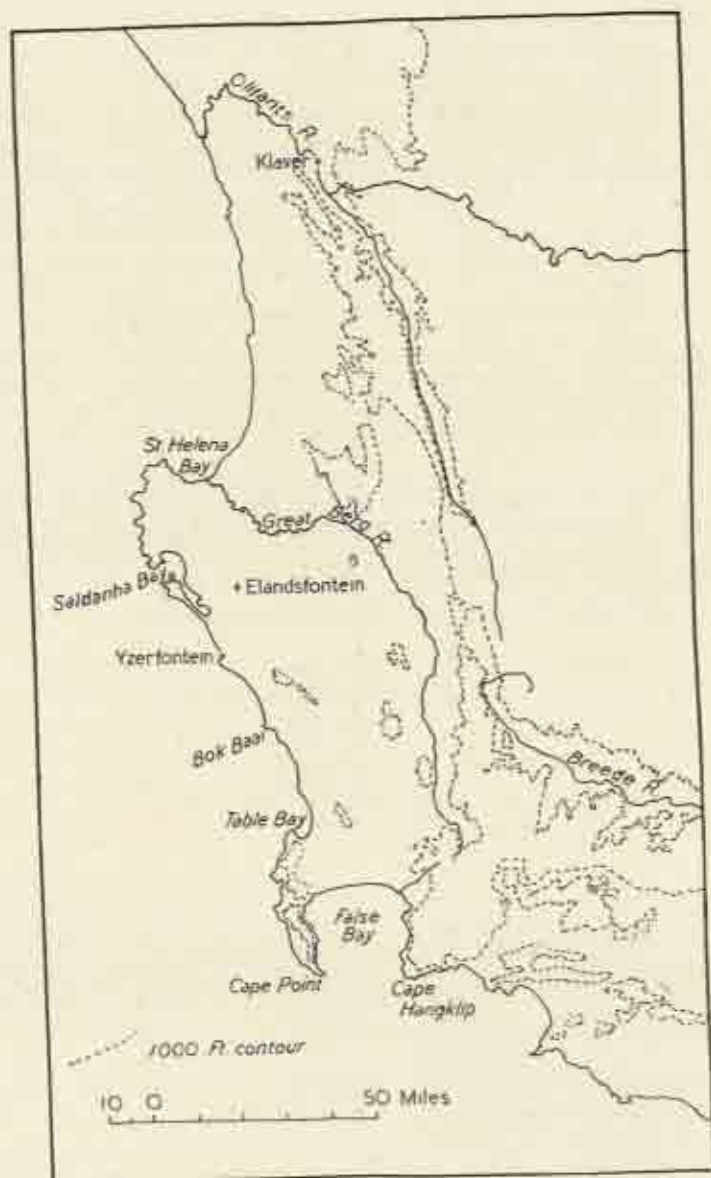 Olifants R.
Klaver
St Helena
Bay
Great Berg R.
Saldanha Bay
Elandsfontein
Yzerfontein
Bok Baai
Breede R.
Table Bay
False
Bay
Cape Point
Cape
Hangklip
1000 Ft. contour
10 0 50 Miles